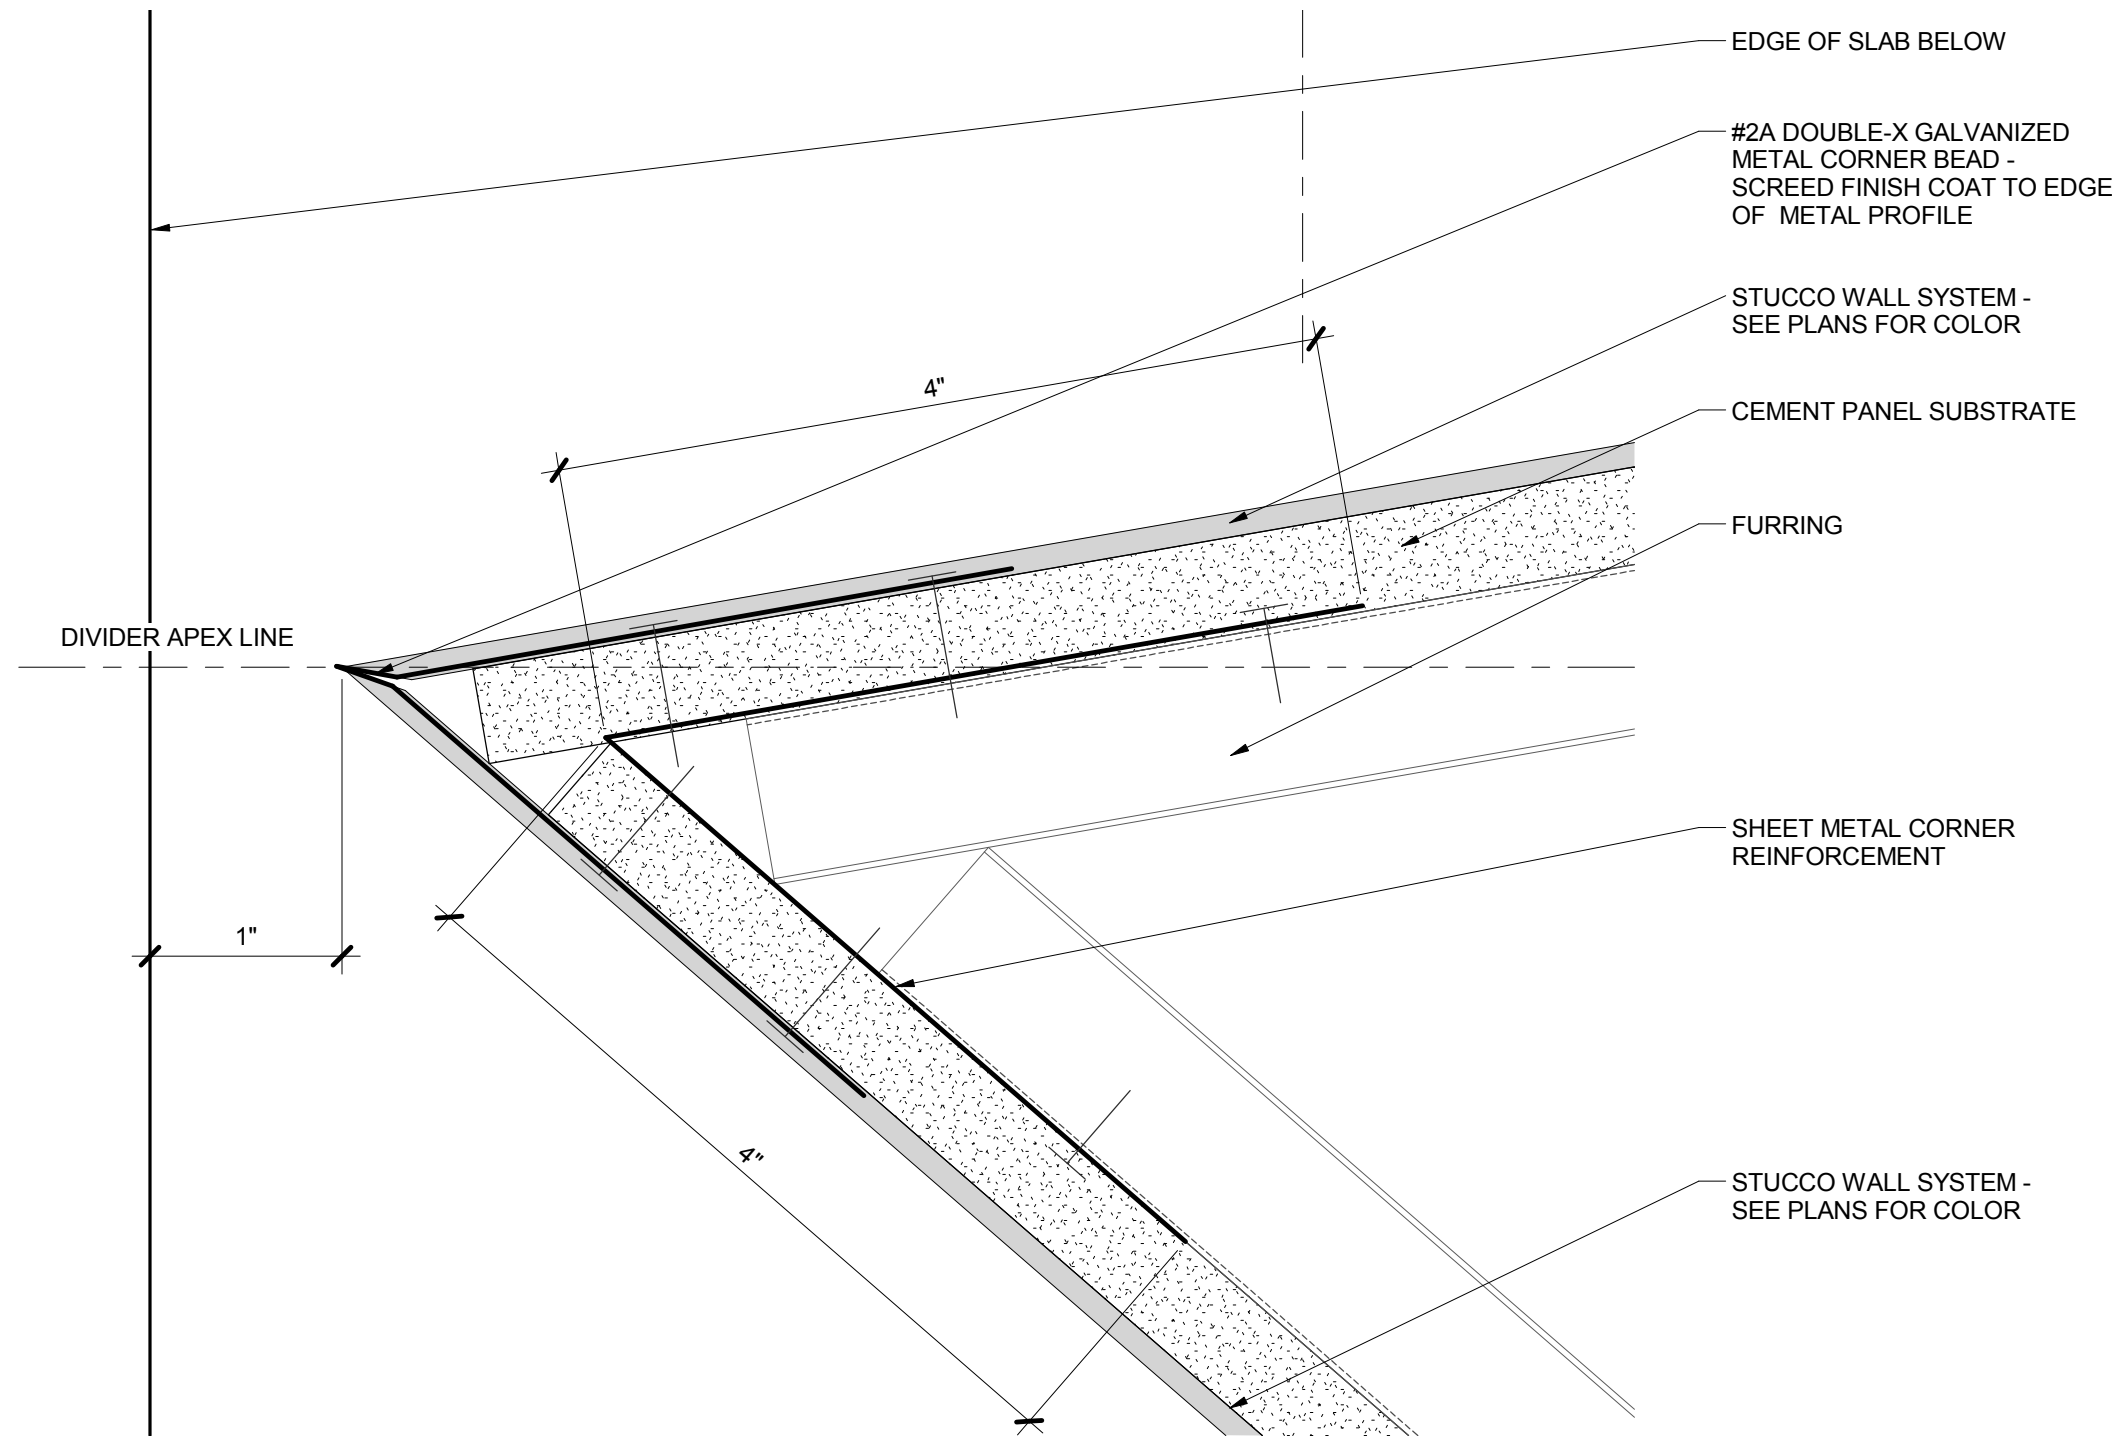 EDGE OF SLAB BELOW
#2A DOUBLE-X GALVANIZED
METAL CORNER BEAD -
SCREED FINISH COAT TO EDGE
OF METAL PROFILE
STUCCO WALL SYSTEM -
SEE PLANS FOR COLOR
4"
CEMENT PANEL SUBSTRATE
FURRING
DIVIDER APEX LINE
SHEET METAL CORNER
REINFORCEMENT
1"
4"
STUCCO WALL SYSTEM -
SEE PLANS FOR COLOR